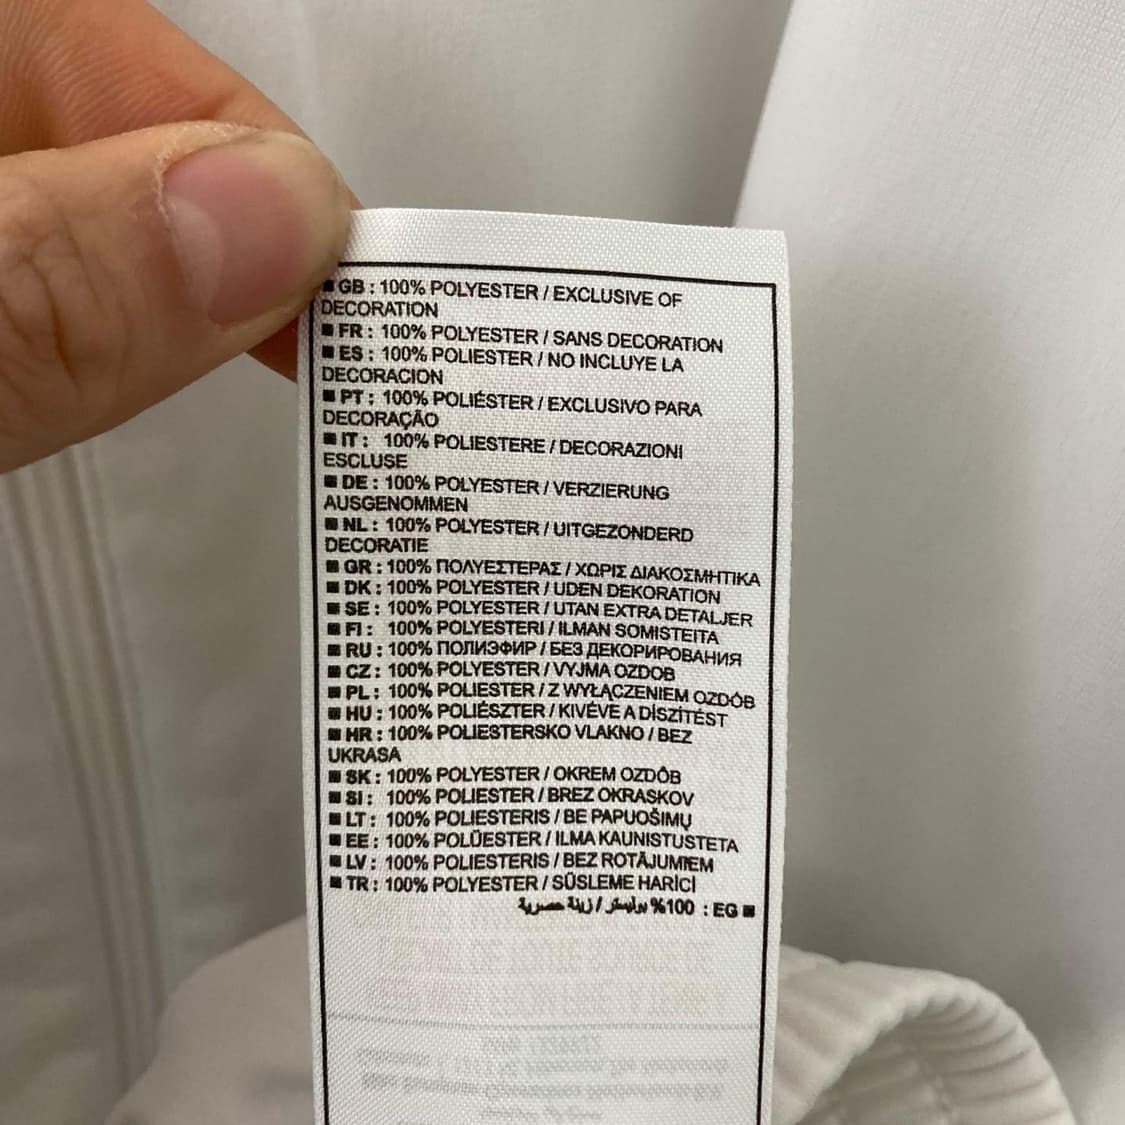 ■ GB : 100% POLYESTER / EXCLUSIVE OF
DECORATION
■ FR : 100% POLYESTER / SANS DECORATION
■ ES : 100% POLIESTER / NO INCLUYE LA
DECORACION
■ PT : 100% POLIÉSTER / EXCLUSIVO PARA
DECORAÇÃO
■ IT : 100% POLIESTERE / DECORAZIONI
ESCLUSE
■ DE : 100% POLYESTER / VERZIERUNG
AUSGENOMMEN
■ NL : 100% POLYESTER / UITGEZONDERD
DECORATIE
■ GR : 100% ΠΟΛΥΕΣΤΕΡΑΣ / ΧΩΡΙΣ ΔΙΑΚΟΣΜΗΤΙΚΑ
■ DK : 100% POLYESTER / UDEN DEKORATION
■ SE : 100% POLYESTER / UTAN EXTRA DETALJER
■ FI : 100% POLYESTERI / ILMAN SOMISTEITA
■ RU : 100% ПОЛИЭФИР / БЕЗ ДЕКОРИРОВАНИЯ
■ CZ : 100% POLYESTER / VYJMA OZDOB
■ PL : 100% POLIESTER / Z WYŁĄCZENIEM OZDÓB
■ HU : 100% POLIÉSZTER / KIVÉVE A DÍSZÍTÉST
■ HR : 100% POLIESTERSKO VLAKNO / BEZ
UKRASA
■ SK : 100% POLYESTER / OKREM OZDÔB
■ SI : 100% POLIESTER / BREZ OKRASKOV
■ LT : 100% POLIESTERIS / BE PAPUOŠIMŲ
■ EE : 100% POLÜESTER / ILMA KAUNISTUSTETA
■ LV : 100% POLIESTERIS / BEZ ROTĀJUMIEM
■ TR : 100% POLYESTER / SÜSLEME HARİCİ
■ EG : 100% بوليستر / زينة حصرية